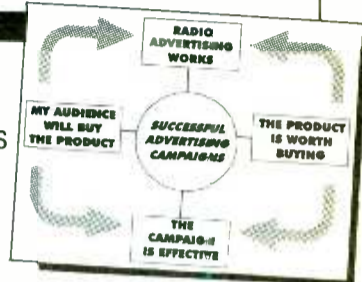 RADIO
ADVERTISING
WORKS
MY AUDIENCE
WILL BUY
THE PRODUCT
SUCCESSFUL
ADVERTISING
CAMPAIGNS
THE PRODUCT
IS WORTH
BUYING
THE
CAMPAIGN
IS EFFECTIVE
S